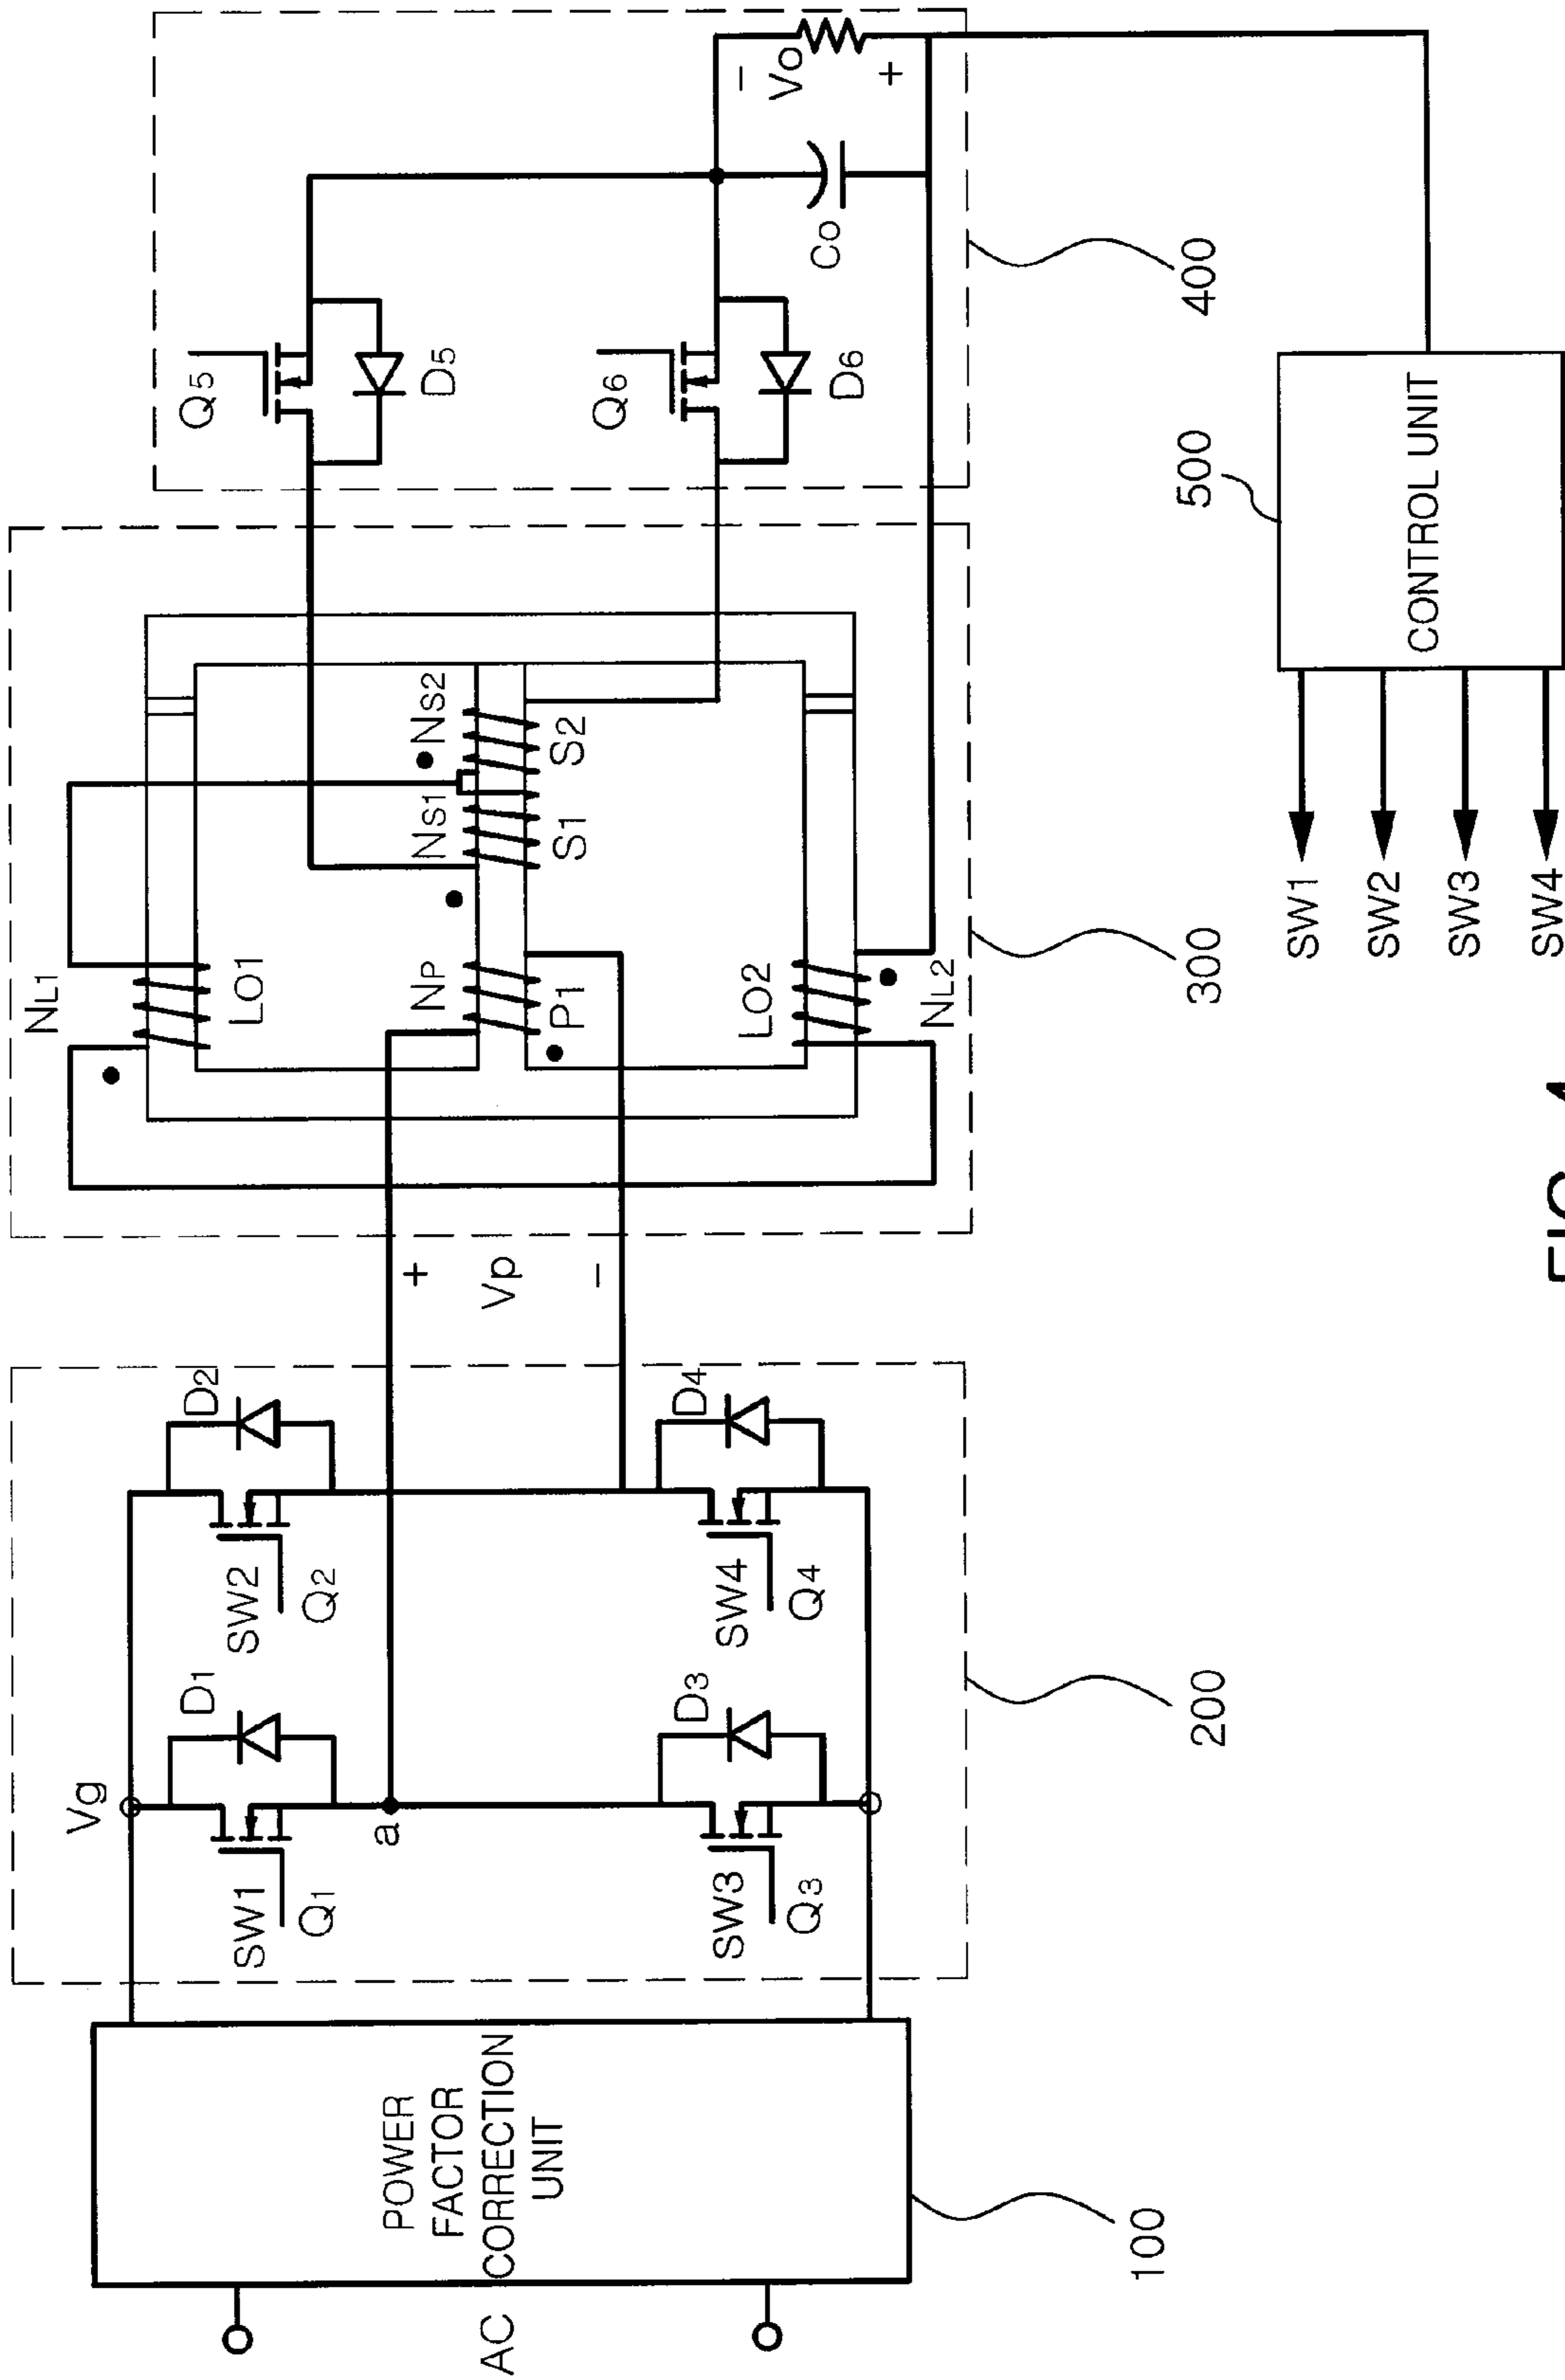 AC
POWER
FACTOR
CORRECTION
UNIT
100
Vg
SW1
Q1
D1
SW2
Q2
D2
a
SW3
Q3
D3
SW4
Q4
D4
200
+
Vp
−
NL1
LO1
NP
P1
NS1
S1
NS2
S2
LO2
NL2
300
Q5
D5
Q6
D6
Co
−
Vo
+
400
500
CONTROL UNIT
SW1
SW2
SW3
SW4